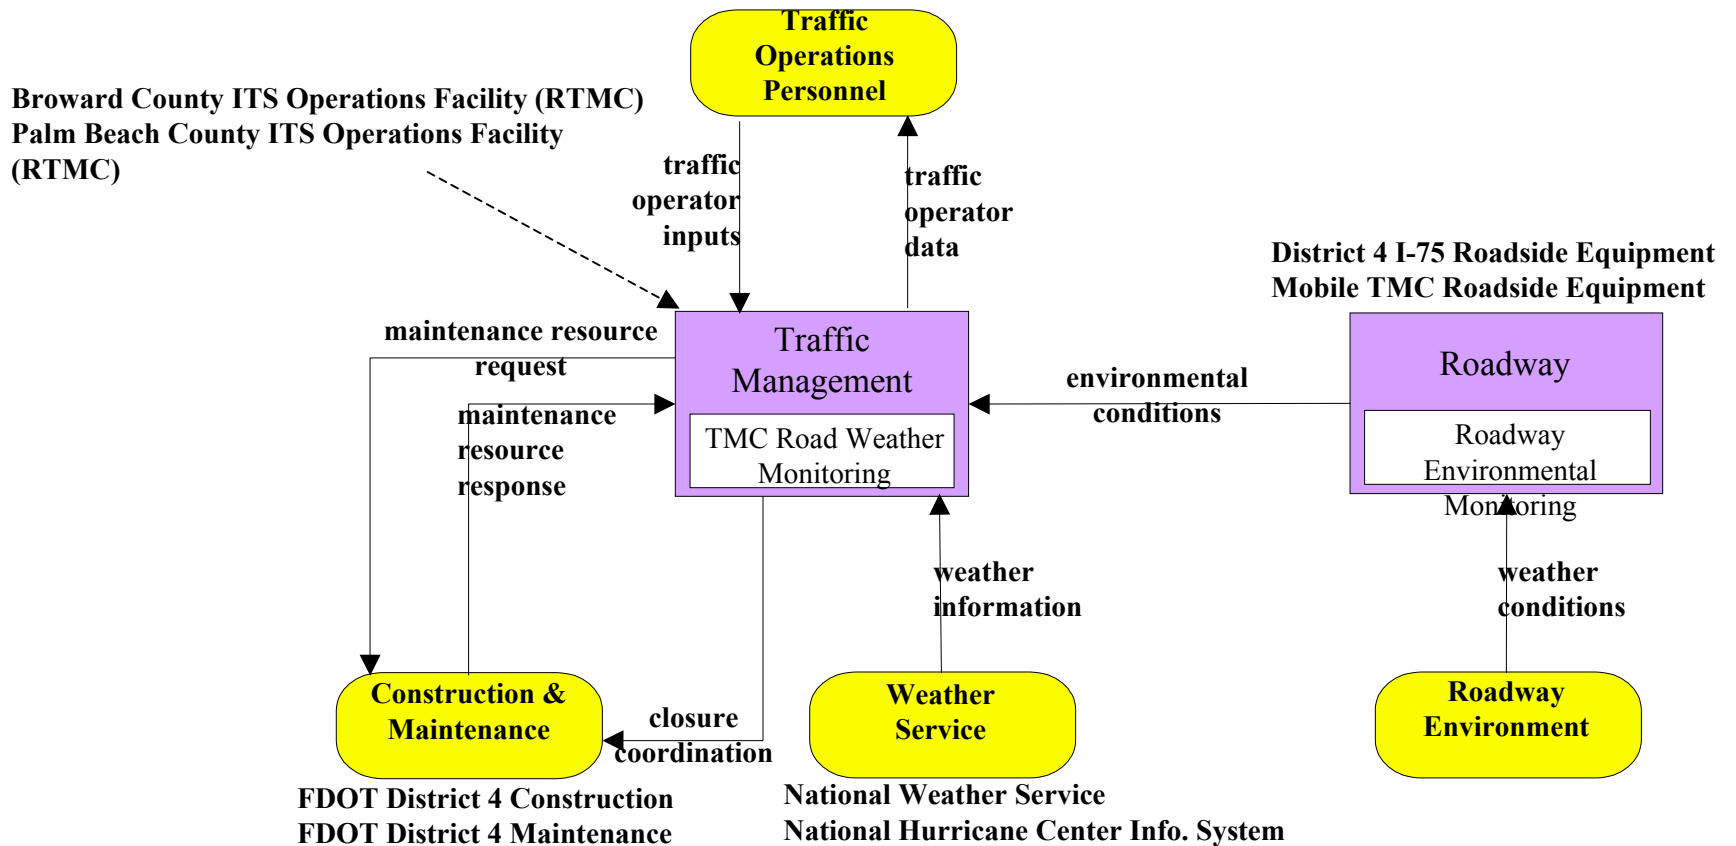 Traffic
Operations
Personnel
Broward County ITS Operations Facility (RTMC)
Palm Beach County ITS Operations Facility
(RTMC)
traffic
operator
inputs
traffic
operator
data
District 4 I-75 Roadside Equipment
Mobile TMC Roadside Equipment
maintenance resource
request
maintenance
resource
response
Traffic
Management
TMC Road Weather
Monitoring
environmental
conditions
Roadway
Roadway
Environmental
Monitoring
weather
information
weather
conditions
Construction &
Maintenance
closure
coordination
Weather
Service
Roadway
Environment
FDOT District 4 Construction
FDOT District 4 Maintenance
National Weather Service
National Hurricane Center Info. System